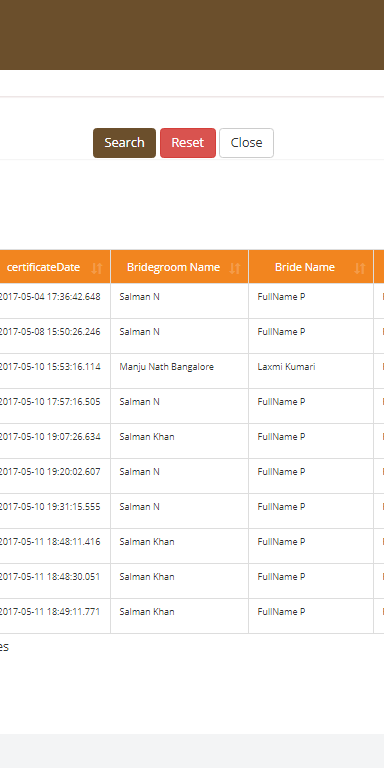 Search Reset Close
certificateDate Bridegroom Name Bride Name
2017-05-04 17:36:42.648 Salman N FullName P
2017-05-08 15:50:26.246 Salman N FullName P
2017-05-10 15:53:16.114 Manju Nath Bangalore Laxmi Kumari
2017-05-10 17:57:16.505 Salman N FullName P
2017-05-10 19:07:26.634 Salman Khan FullName P
2017-05-10 19:20:02.607 Salman N FullName P
2017-05-10 19:31:15.555 Salman N FullName P
2017-05-11 18:48:11.416 Salman Khan FullName P
2017-05-11 18:48:30.051 Salman Khan FullName P
2017-05-11 18:49:11.771 Salman Khan FullName P
es